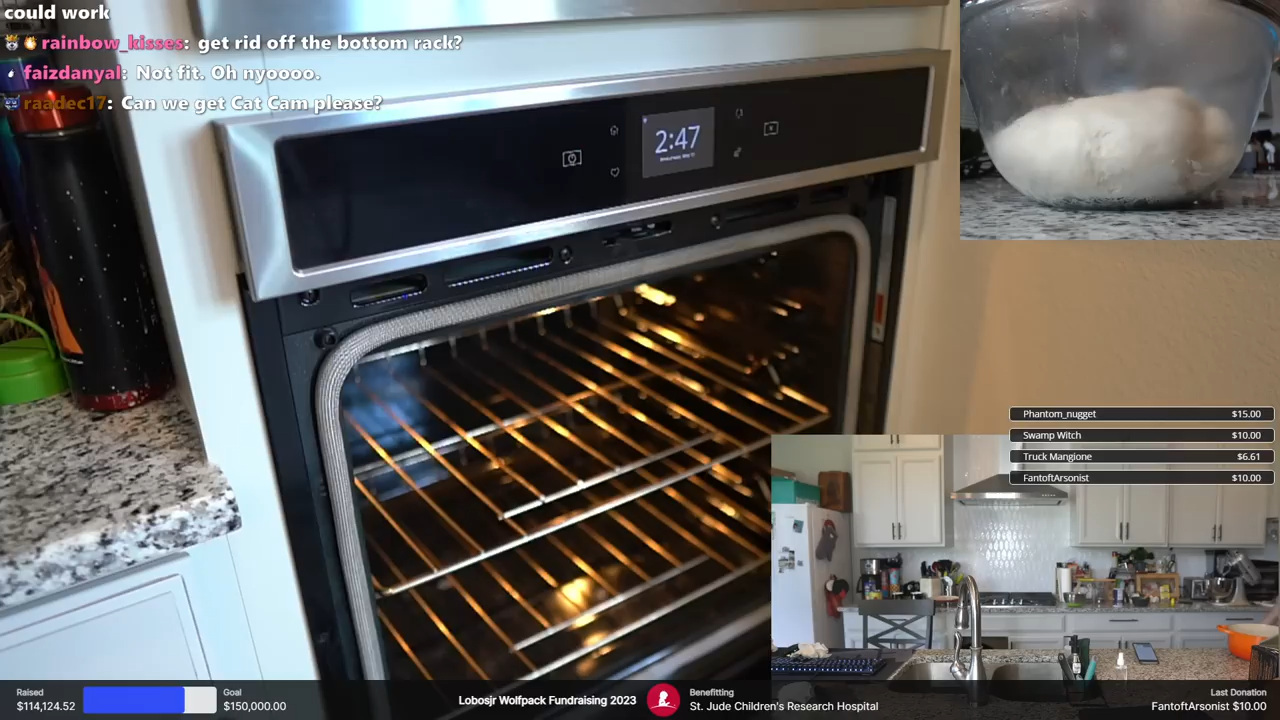 could work
rainbow_kisses: get rid off the bottom rack?
faizdanyal: Not fit. Oh nyoooo.
raadec17: Can we get Cat Cam please?
2:47
Phantom_nugget $15.00
Swamp Witch $10.00
Truck Mangione $6.61
FantoftArsonist $10.00
Raised
$114,124.52
Goal
$150,000.00
Lobosjr Wolfpack Fundraising 2023
Benefitting
St. Jude Children's Research Hospital
Last Donation
FantoftArsonist $10.00